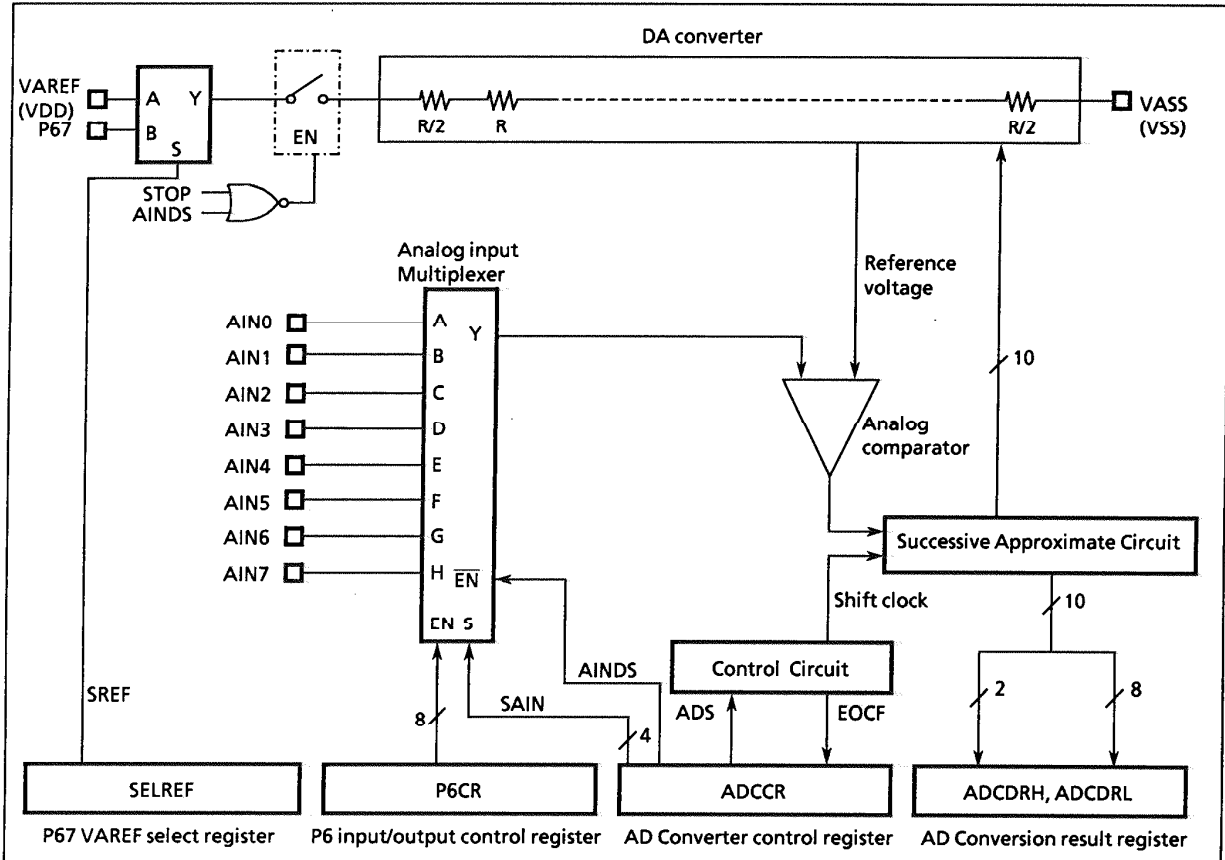 DA converter
VAREF
(VDD)
P67
A
Y
B
S
EN
R/2
R
R/2
VASS
(VSS)
STOP
AINDS
Analog input
Multiplexer
Reference
voltage
AIN0
AIN1
AIN2
AIN3
AIN4
AIN5
AIN6
AIN7
A
Y
B
C
D
E
F
G
H
EN
EN S
10
Analog
comparator
Successive Approximate Circuit
Shift clock
10
Control Circuit
AINDS
SREF
SAIN
8
4
ADS
EOCF
2
8
SELREF
P6CR
ADCCR
ADCDRH, ADCDRL
P67 VAREF select register
P6 input/output control register
AD Converter control register
AD Conversion result register